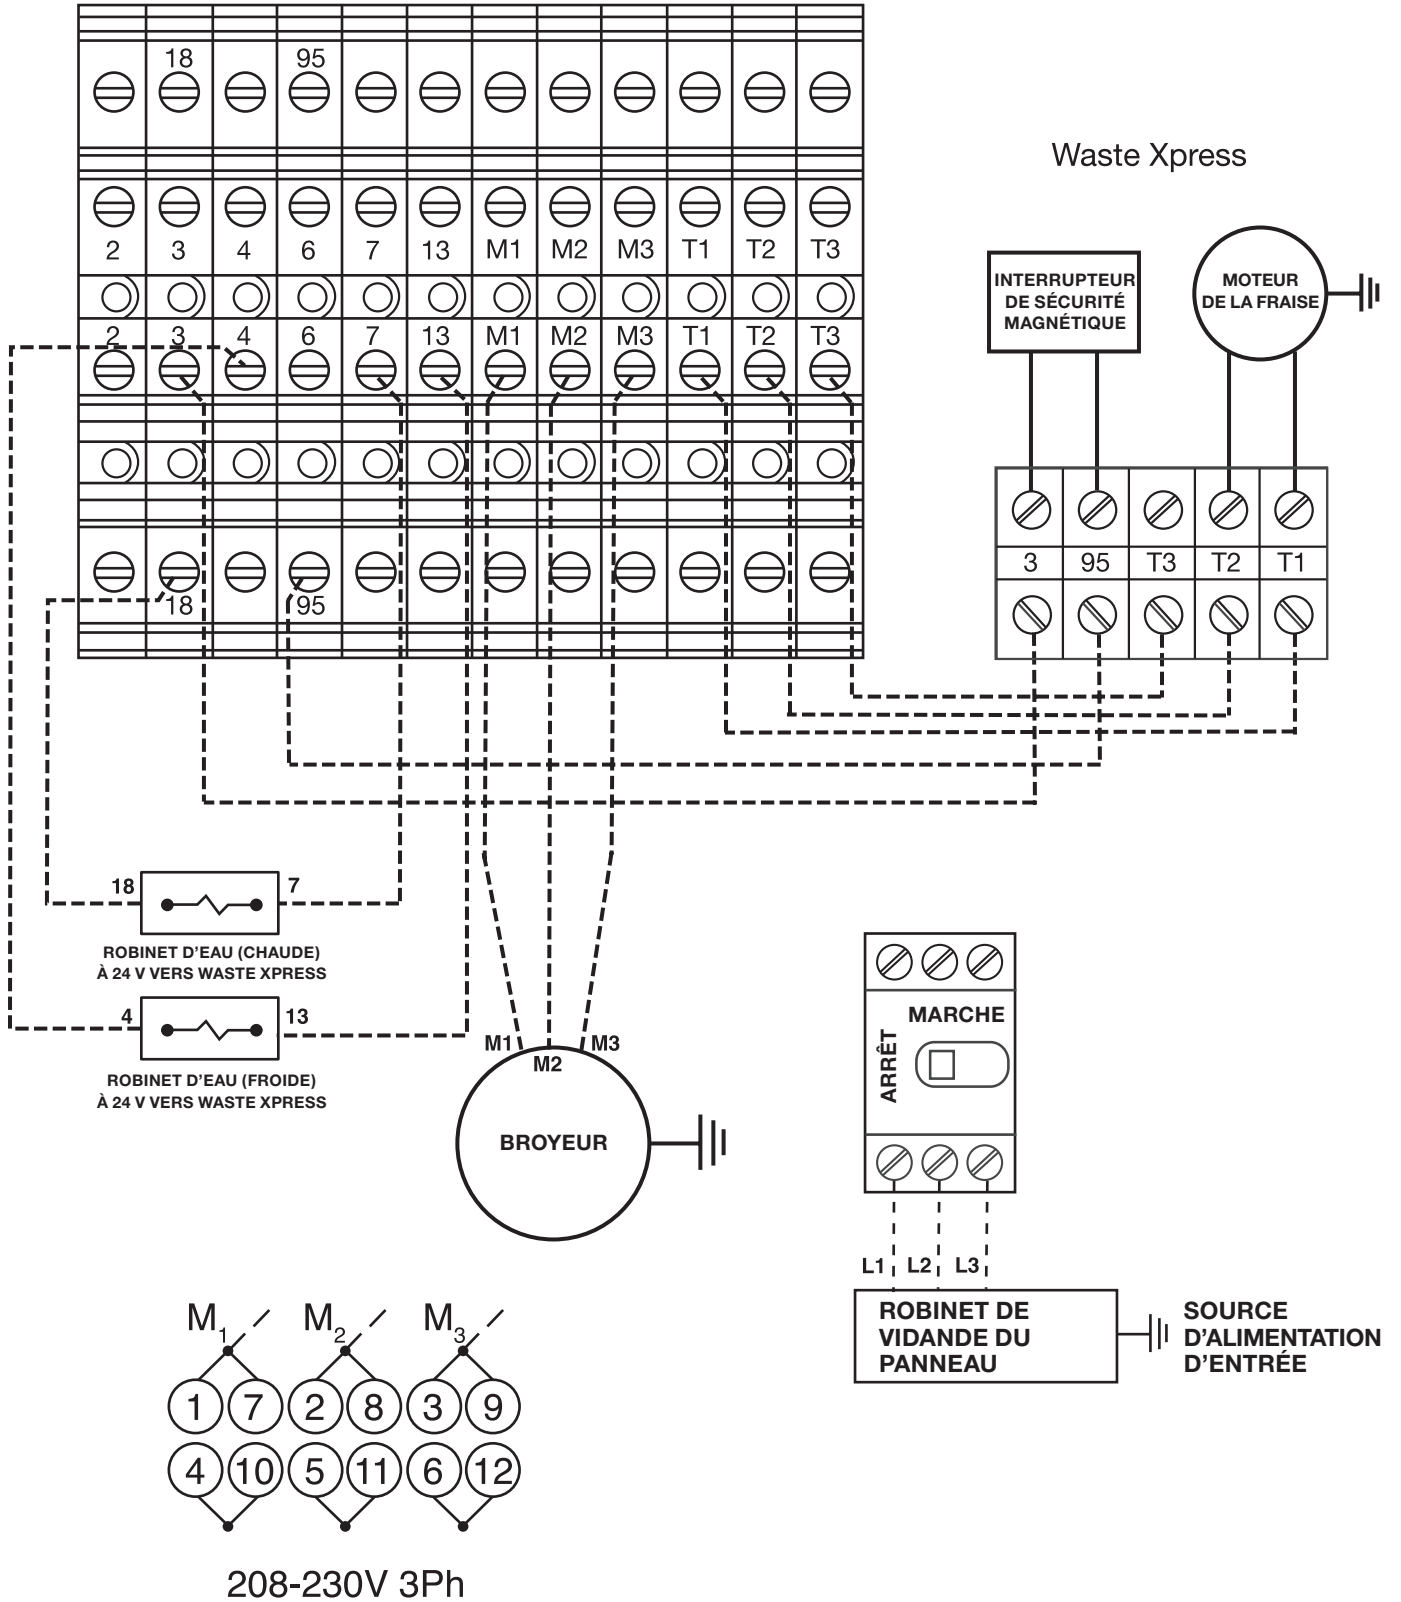 18 95
Waste Xpress
2 3 4 6 7 13 M1 M2 M3 T1 T2 T3
INTERRUPTEUR
DE SÉCURITÉ
MAGNÉTIQUE
MOTEUR
DE LA FRAISE
2 3 4 6 7 13 M1 M2 M3 T1 T2 T3
3 95 T3 T2 T1
18 95
18 7
ROBINET D'EAU (CHAUDE)
À 24 V VERS WASTE XPRESS
4 13
ROBINET D'EAU (FROIDE)
À 24 V VERS WASTE XPRESS
M1 M2 M3
BROYEUR
MARCHE
ARRÊT
L1 L2 L3
ROBINET DE
VIDANDE DU
PANNEAU
SOURCE
D'ALIMENTATION
D'ENTRÉE
M1 M2 M3
1 7 2 8 3 9
4 10 5 11 6 12
208-230V 3Ph